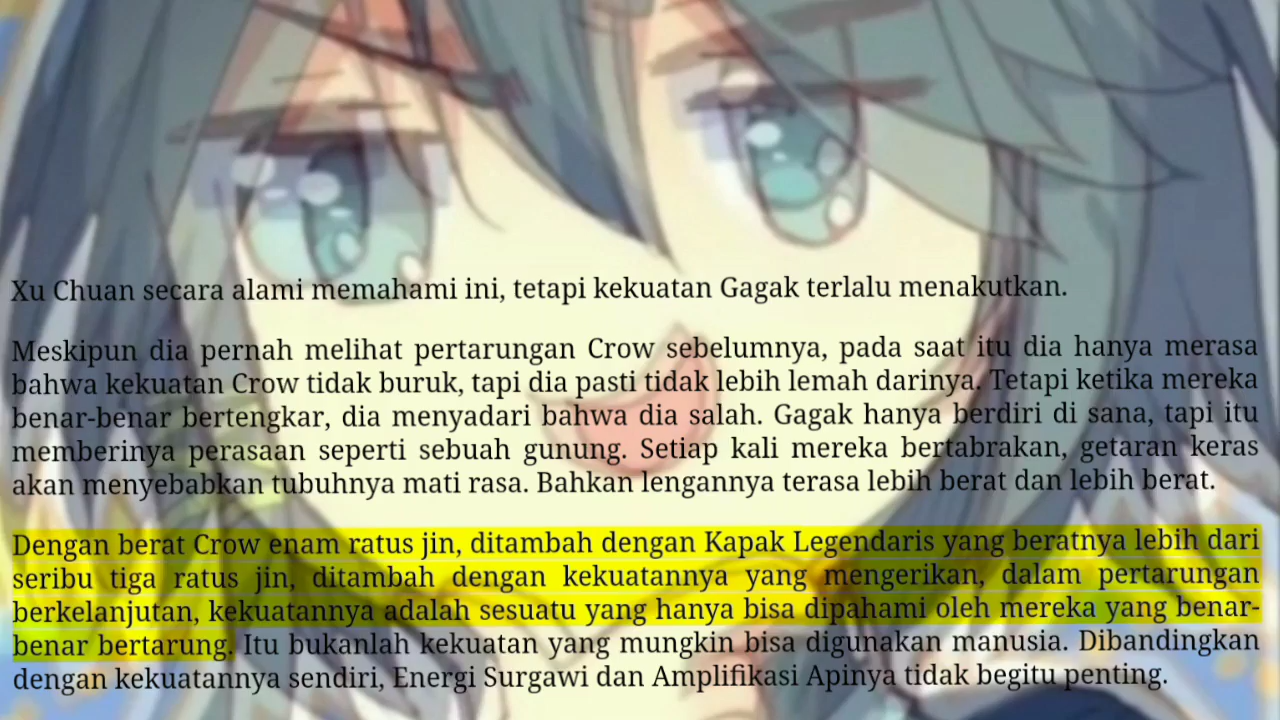 Xu Chuan secara alami memahami ini, tetapi kekuatan Gagak terlalu menakutkan.
Meskipun dia pernah melihat pertarungan Crow sebelumnya, pada saat itu dia hanya merasa
bahwa kekuatan Crow tidak buruk, tapi dia pasti tidak lebih lemah darinya. Tetapi ketika mereka
benar-benar bertengkar, dia menyadari bahwa dia salah. Gagak hanya berdiri di sana, tapi itu
memberinya perasaan seperti sebuah gunung. Setiap kali mereka bertabrakan, getaran keras
akan menyebabkan tubuhnya mati rasa. Bahkan lengannya terasa lebih berat dan lebih berat.
Dengan berat Crow enam ratus jin, ditambah dengan Kapak Legendaris yang beratnya lebih dari
seribu tiga ratus jin, ditambah dengan kekuatannya yang mengerikan, dalam pertarungan
berkelanjutan, kekuatannya adalah sesuatu yang hanya bisa dipahami oleh mereka yang benar-
benar bertarung. Itu bukanlah kekuatan yang mungkin bisa digunakan manusia. Dibandingkan
dengan kekuatannya sendiri, Energi Surgawi dan Amplifikasi Apinya tidak begitu penting.